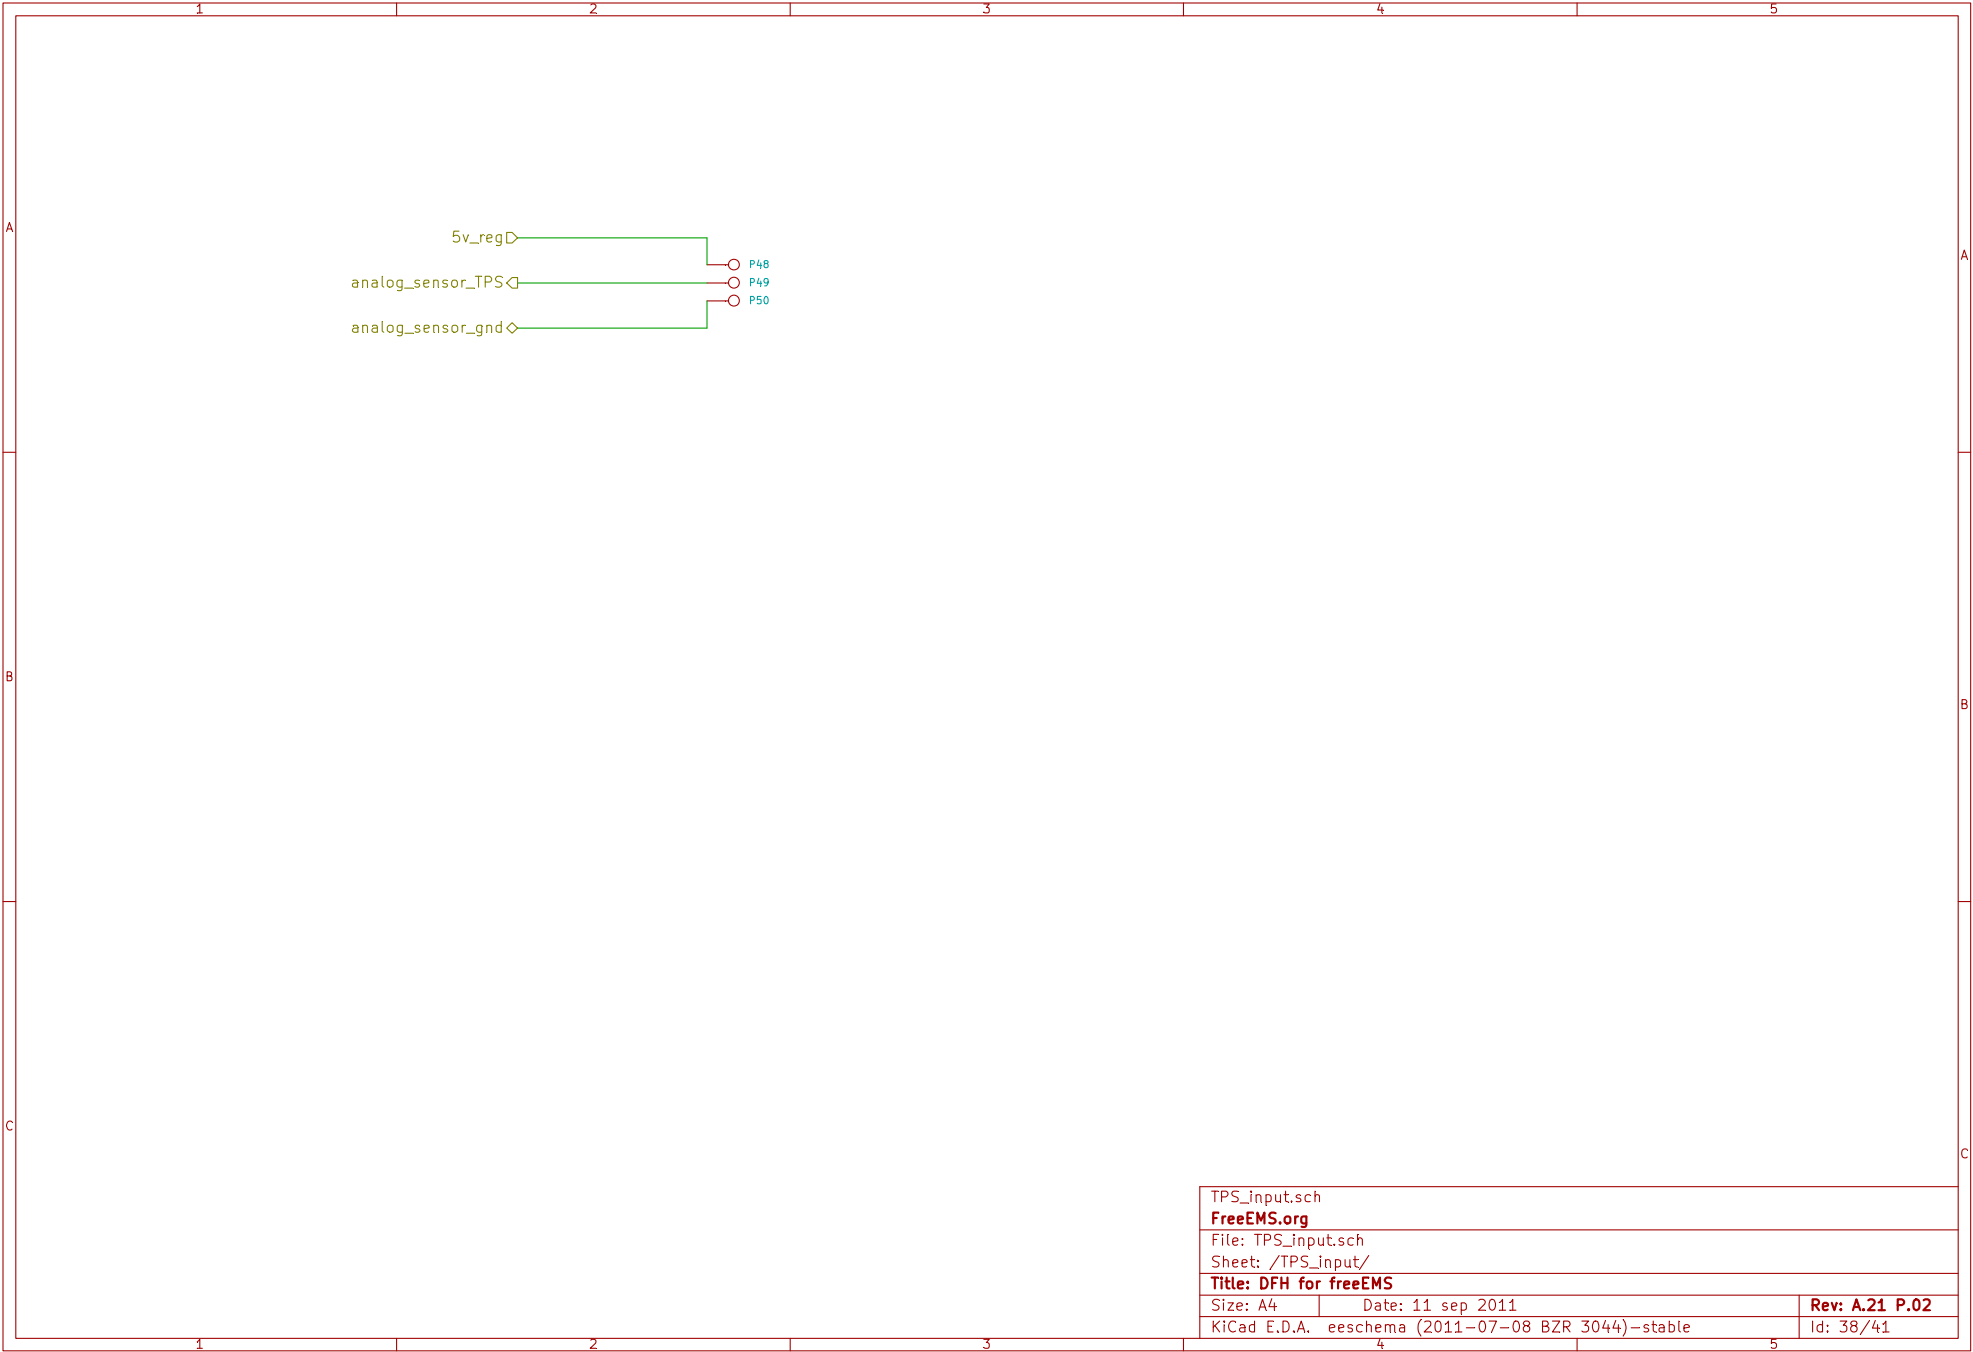 1 2 3 4 5
A
A
5v_reg
P48
analog_sensor_TPS
P49
P50
analog_sensor_gnd
B
B
C
C
TPS_input.sch
FreeEMS.org
File: TPS_input.sch
Sheet: /TPS_input/
Title: DFH for freeEMS
Size: A4 Date: 11 sep 2011 Rev: A.21 P.02
KiCad E.D.A. eeschema (2011-07-08 BZR 3044)-stable Id: 38/41
1 2 3 4 5